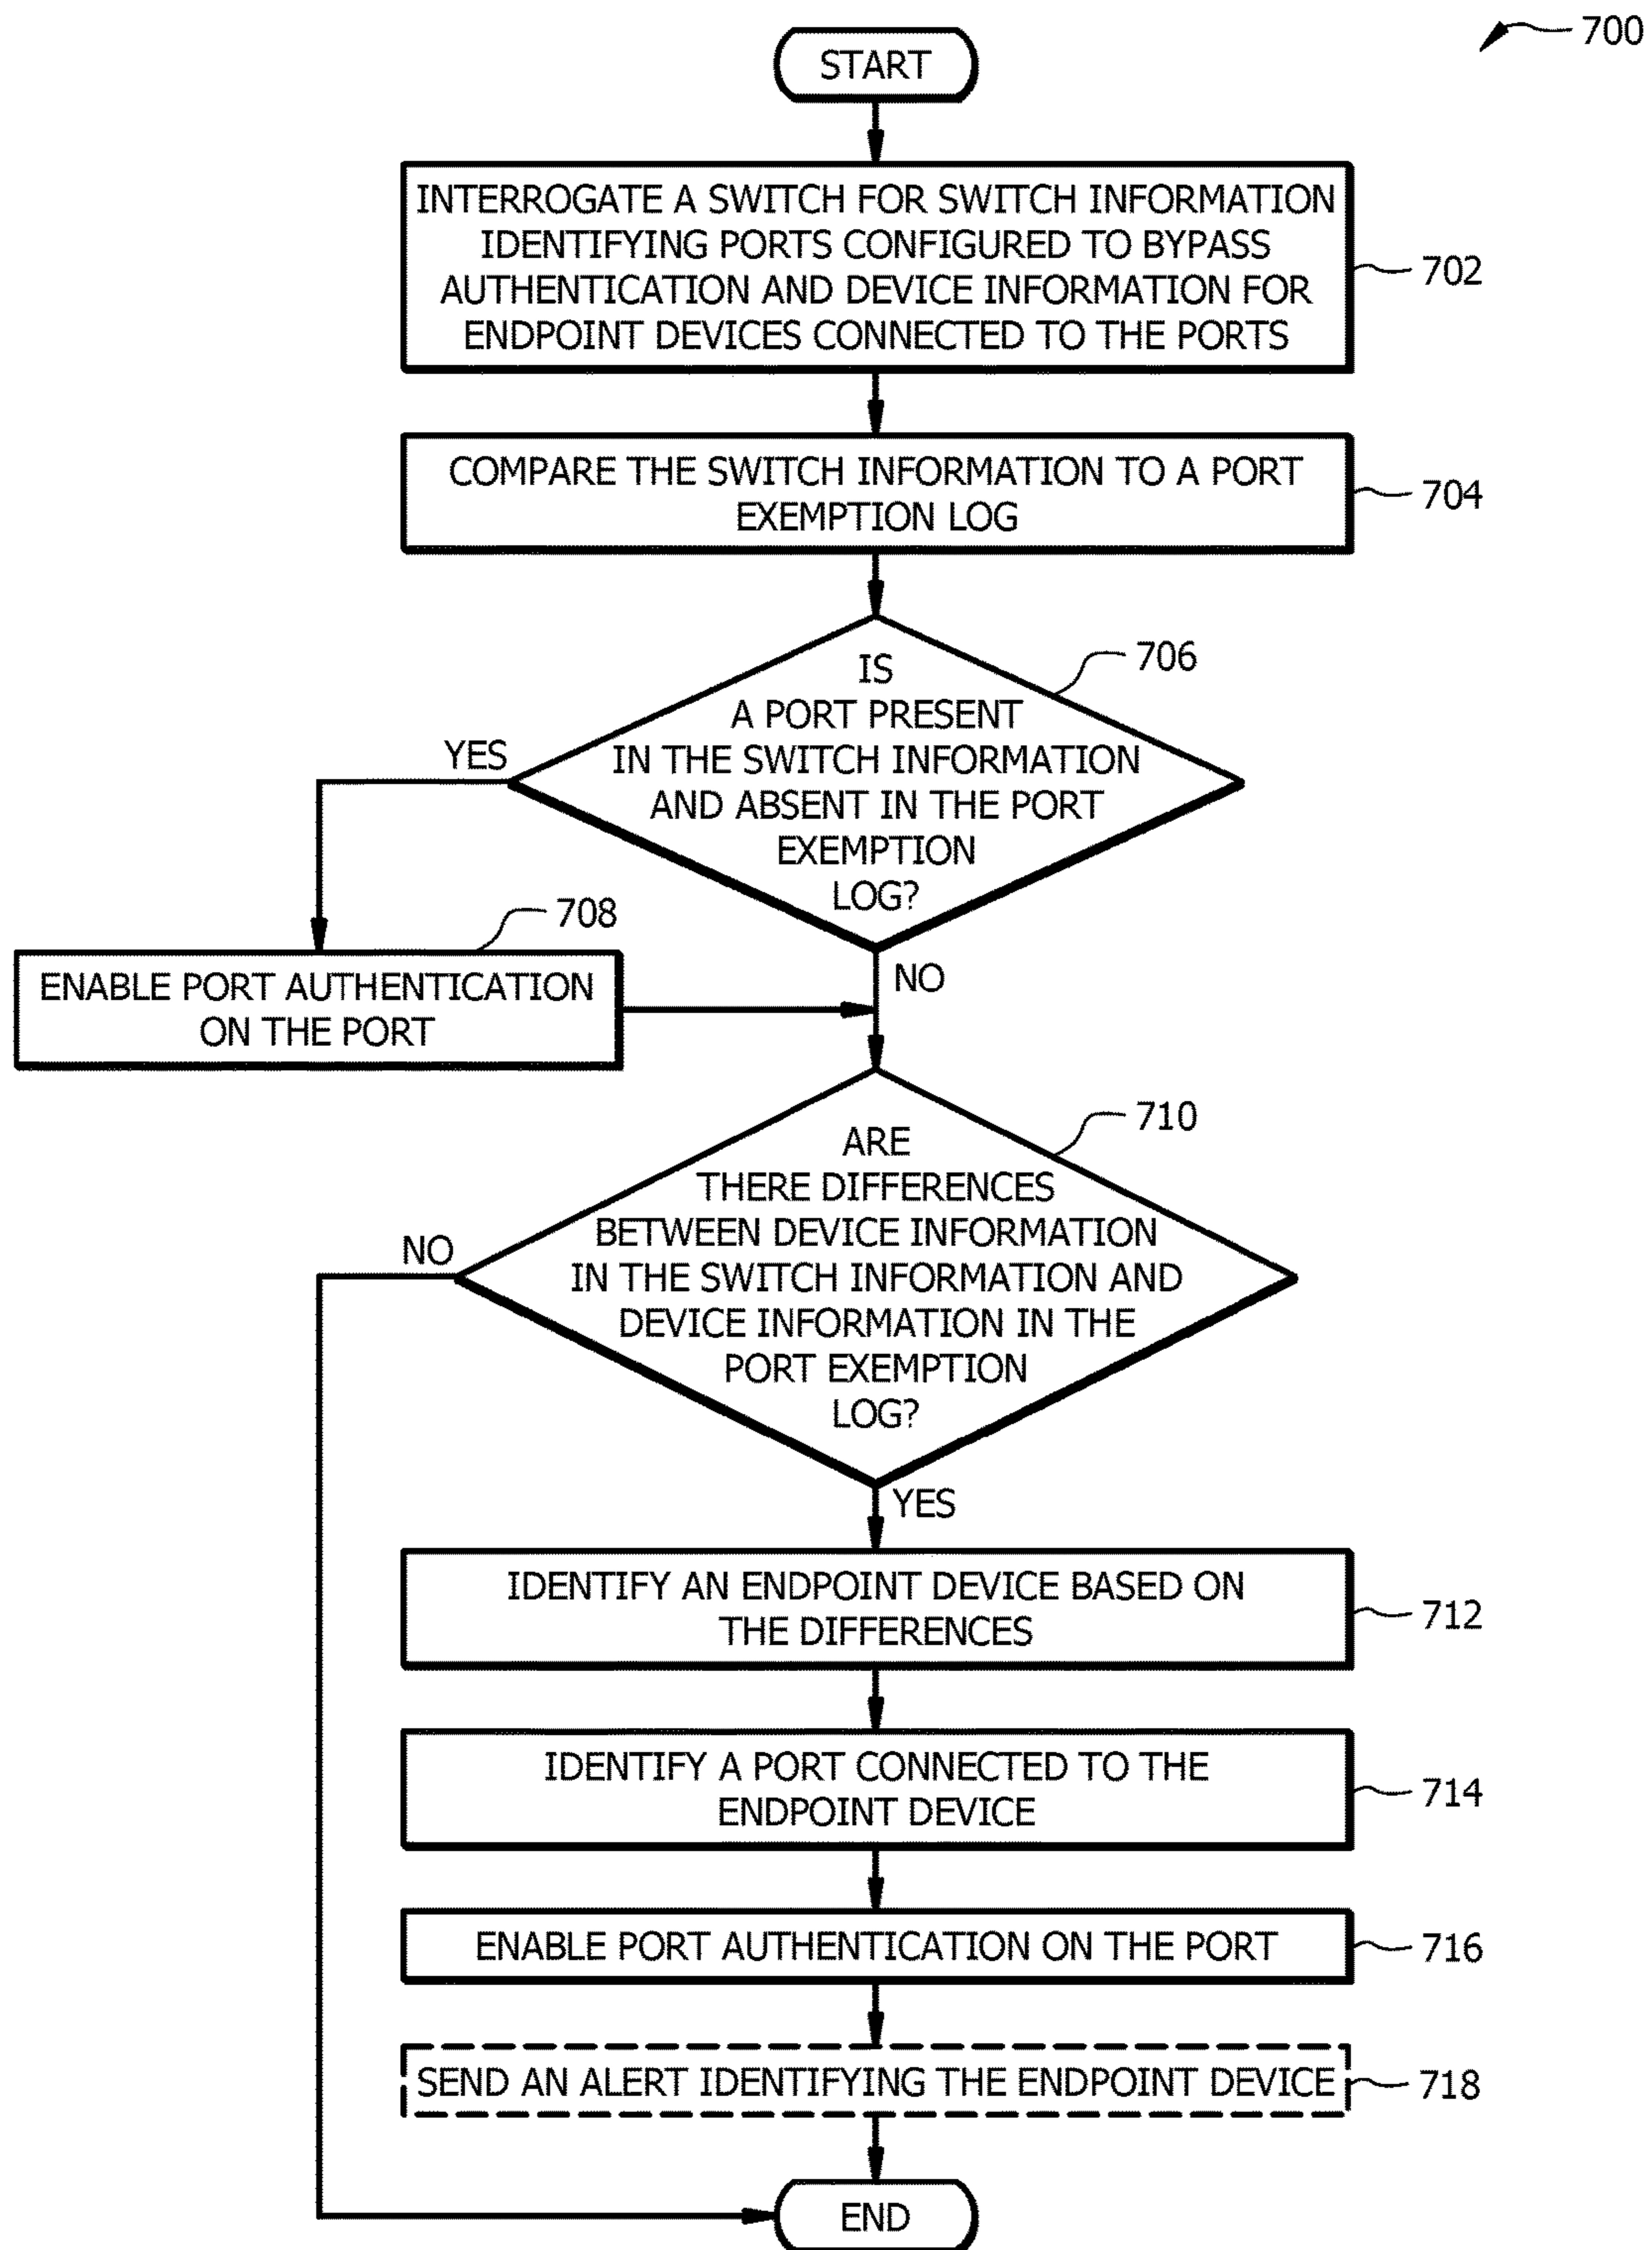 700
START
INTERROGATE A SWITCH FOR SWITCH INFORMATION
IDENTIFYING PORTS CONFIGURED TO BYPASS
AUTHENTICATION AND DEVICE INFORMATION FOR
ENDPOINT DEVICES CONNECTED TO THE PORTS
702
COMPARE THE SWITCH INFORMATION TO A PORT
EXEMPTION LOG
704
IS
A PORT PRESENT
IN THE SWITCH INFORMATION
AND ABSENT IN THE PORT
EXEMPTION
LOG?
706
YES
NO
708
ENABLE PORT AUTHENTICATION
ON THE PORT
ARE
THERE DIFFERENCES
BETWEEN DEVICE INFORMATION
IN THE SWITCH INFORMATION AND
DEVICE INFORMATION IN THE
PORT EXEMPTION
LOG?
710
NO
YES
IDENTIFY AN ENDPOINT DEVICE BASED ON
THE DIFFERENCES
712
IDENTIFY A PORT CONNECTED TO THE
ENDPOINT DEVICE
714
ENABLE PORT AUTHENTICATION ON THE PORT
716
SEND AN ALERT IDENTIFYING THE ENDPOINT DEVICE
718
END